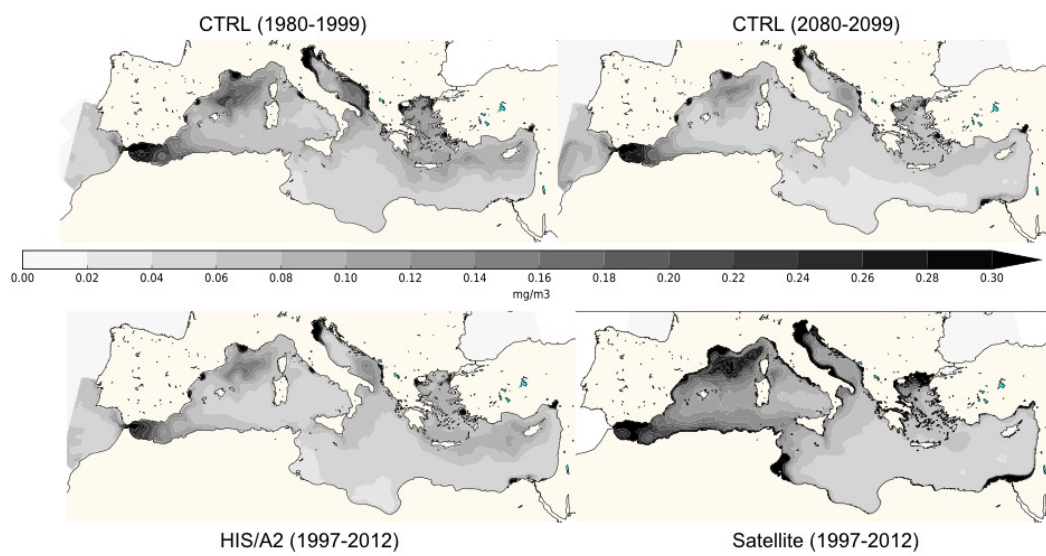 CTRL (1980-1999) CTRL (2080-2099)
0.00 0.02 0.04 0.06 0.08 0.10 0.12 0.14 0.16 0.18 0.20 0.22 0.24 0.26 0.28 0.30
mg/m3
HIS/A2 (1997-2012) Satellite (1997-2012)